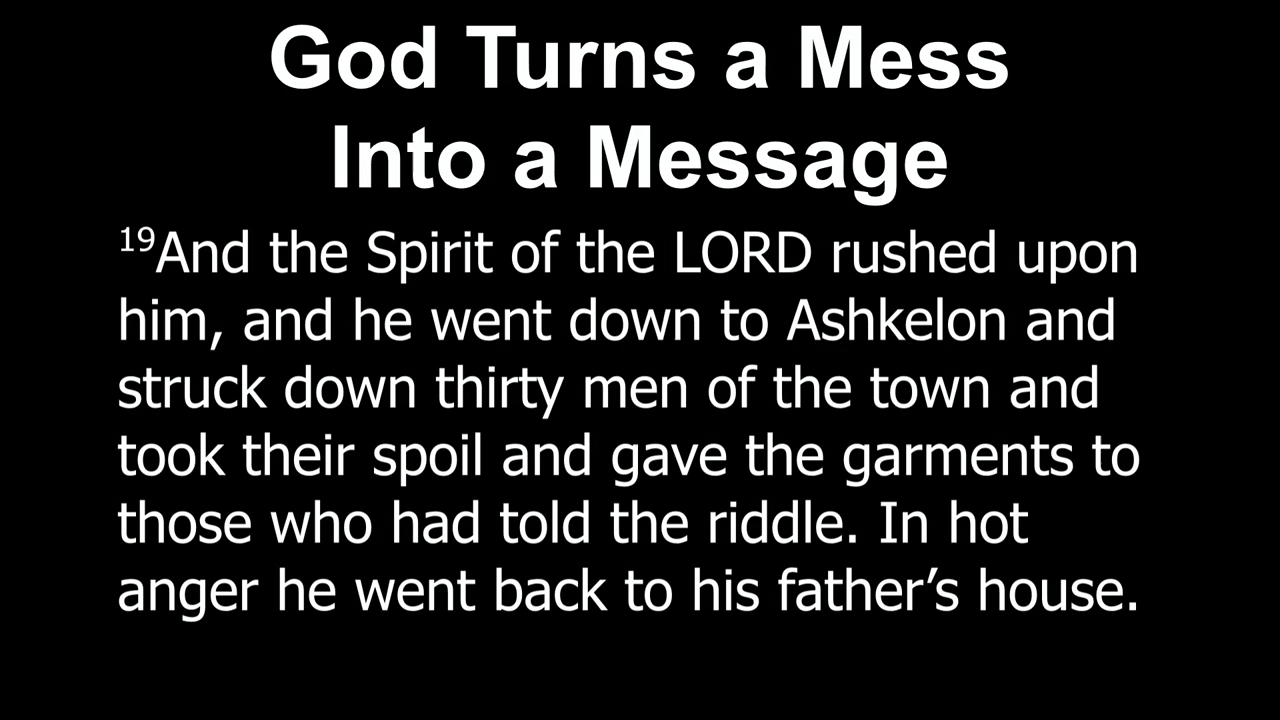 God Turns a Mess
Into a Message
¹⁹And the Spirit of the LORD rushed upon
him, and he went down to Ashkelon and
struck down thirty men of the town and
took their spoil and gave the garments to
those who had told the riddle. In hot
anger he went back to his father’s house.